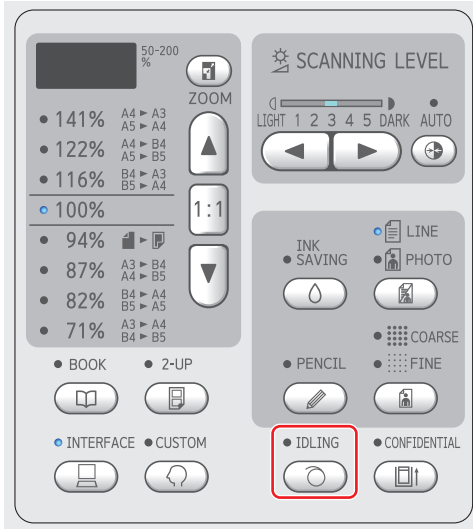 50-200
%
ZOOM
141% A4 ► A3
A5 ► A4
122% A4 ► B4
A5 ► B5
116% B4 ► A3
B5 ► A4
100%
1:1
94%
87% A3 ► B4
A4 ► B5
82% B4 ► A4
B5 ► A5
71% A3 ► A4
B4 ► B5
BOOK
2-UP
INTERFACE
CUSTOM
SCANNING LEVEL
LIGHT 1 2 3 4 5 DARK AUTO
INK
SAVING
LINE
PHOTO
COARSE
PENCIL
FINE
IDLING
CONFIDENTIAL